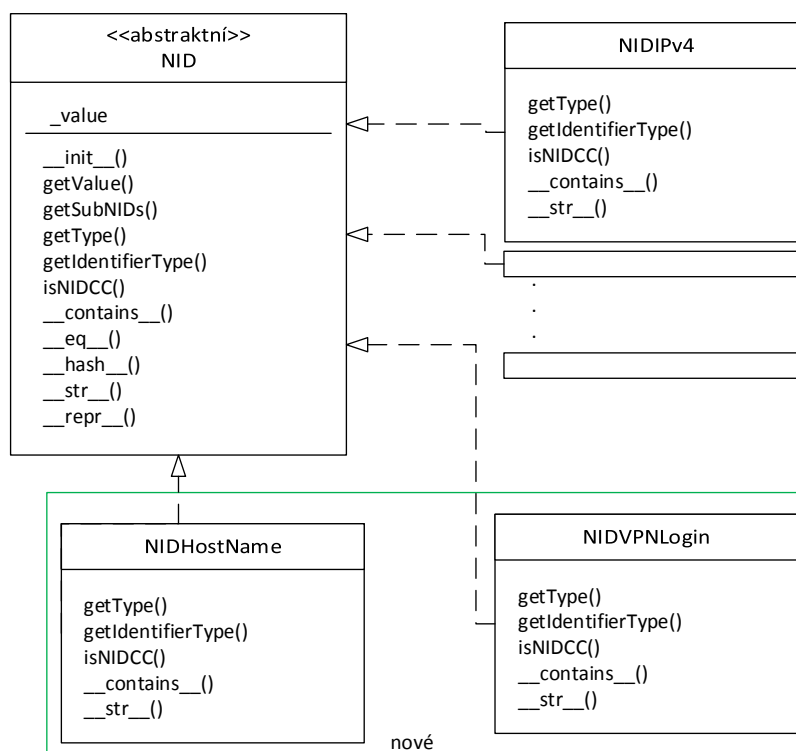 <<abstraktní>>
NID
_value
__init__()
getValue()
getSubNIDs()
getType()
getIdentifierType()
isNIDCC()
__contains__()
__eq__()
__hash__()
__str__()
__repr__()
NIDIPv4
getType()
getIdentifierType()
isNIDCC()
__contains__()
__str__()
.
.
.
NIDHostName
getType()
getIdentifierType()
isNIDCC()
__contains__()
__str__()
NIDVPNLogin
getType()
getIdentifierType()
isNIDCC()
__contains__()
__str__()
nové